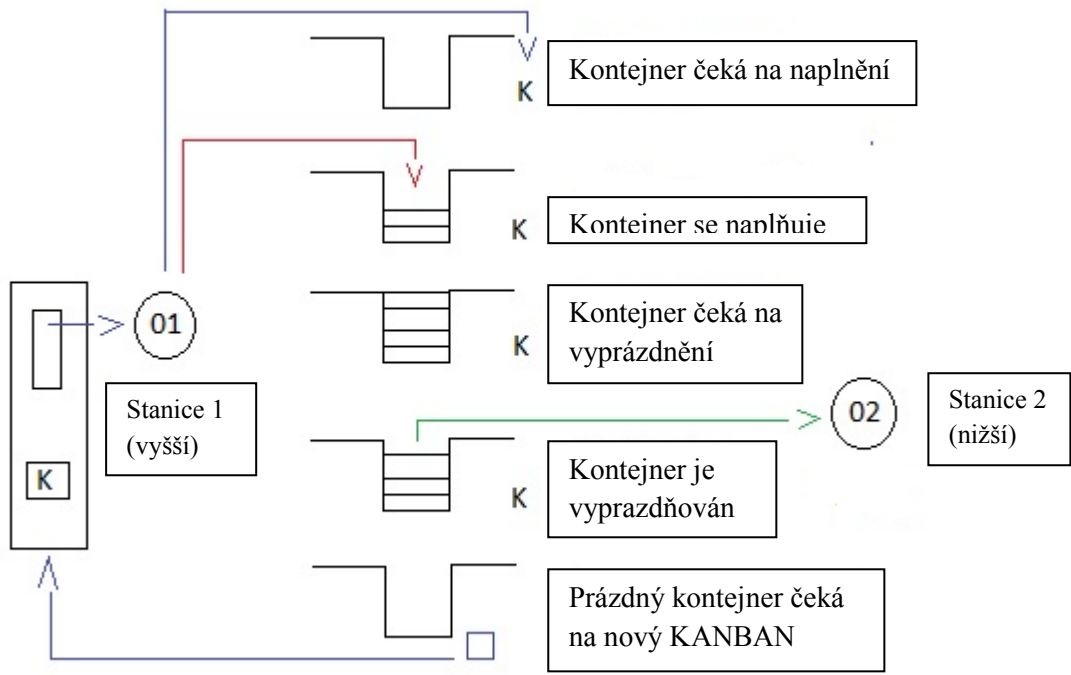 K
Kontejner čeká na naplnění
K
Kontejner se naplňuje
01
K
Kontejner čeká na
vyprázdnění
Stanice 1
(vyšší)
02
Stanice 2
(nižší)
K
K
Kontejner je
vyprazdňován
Prázdný kontejner čeká
na nový KANBAN